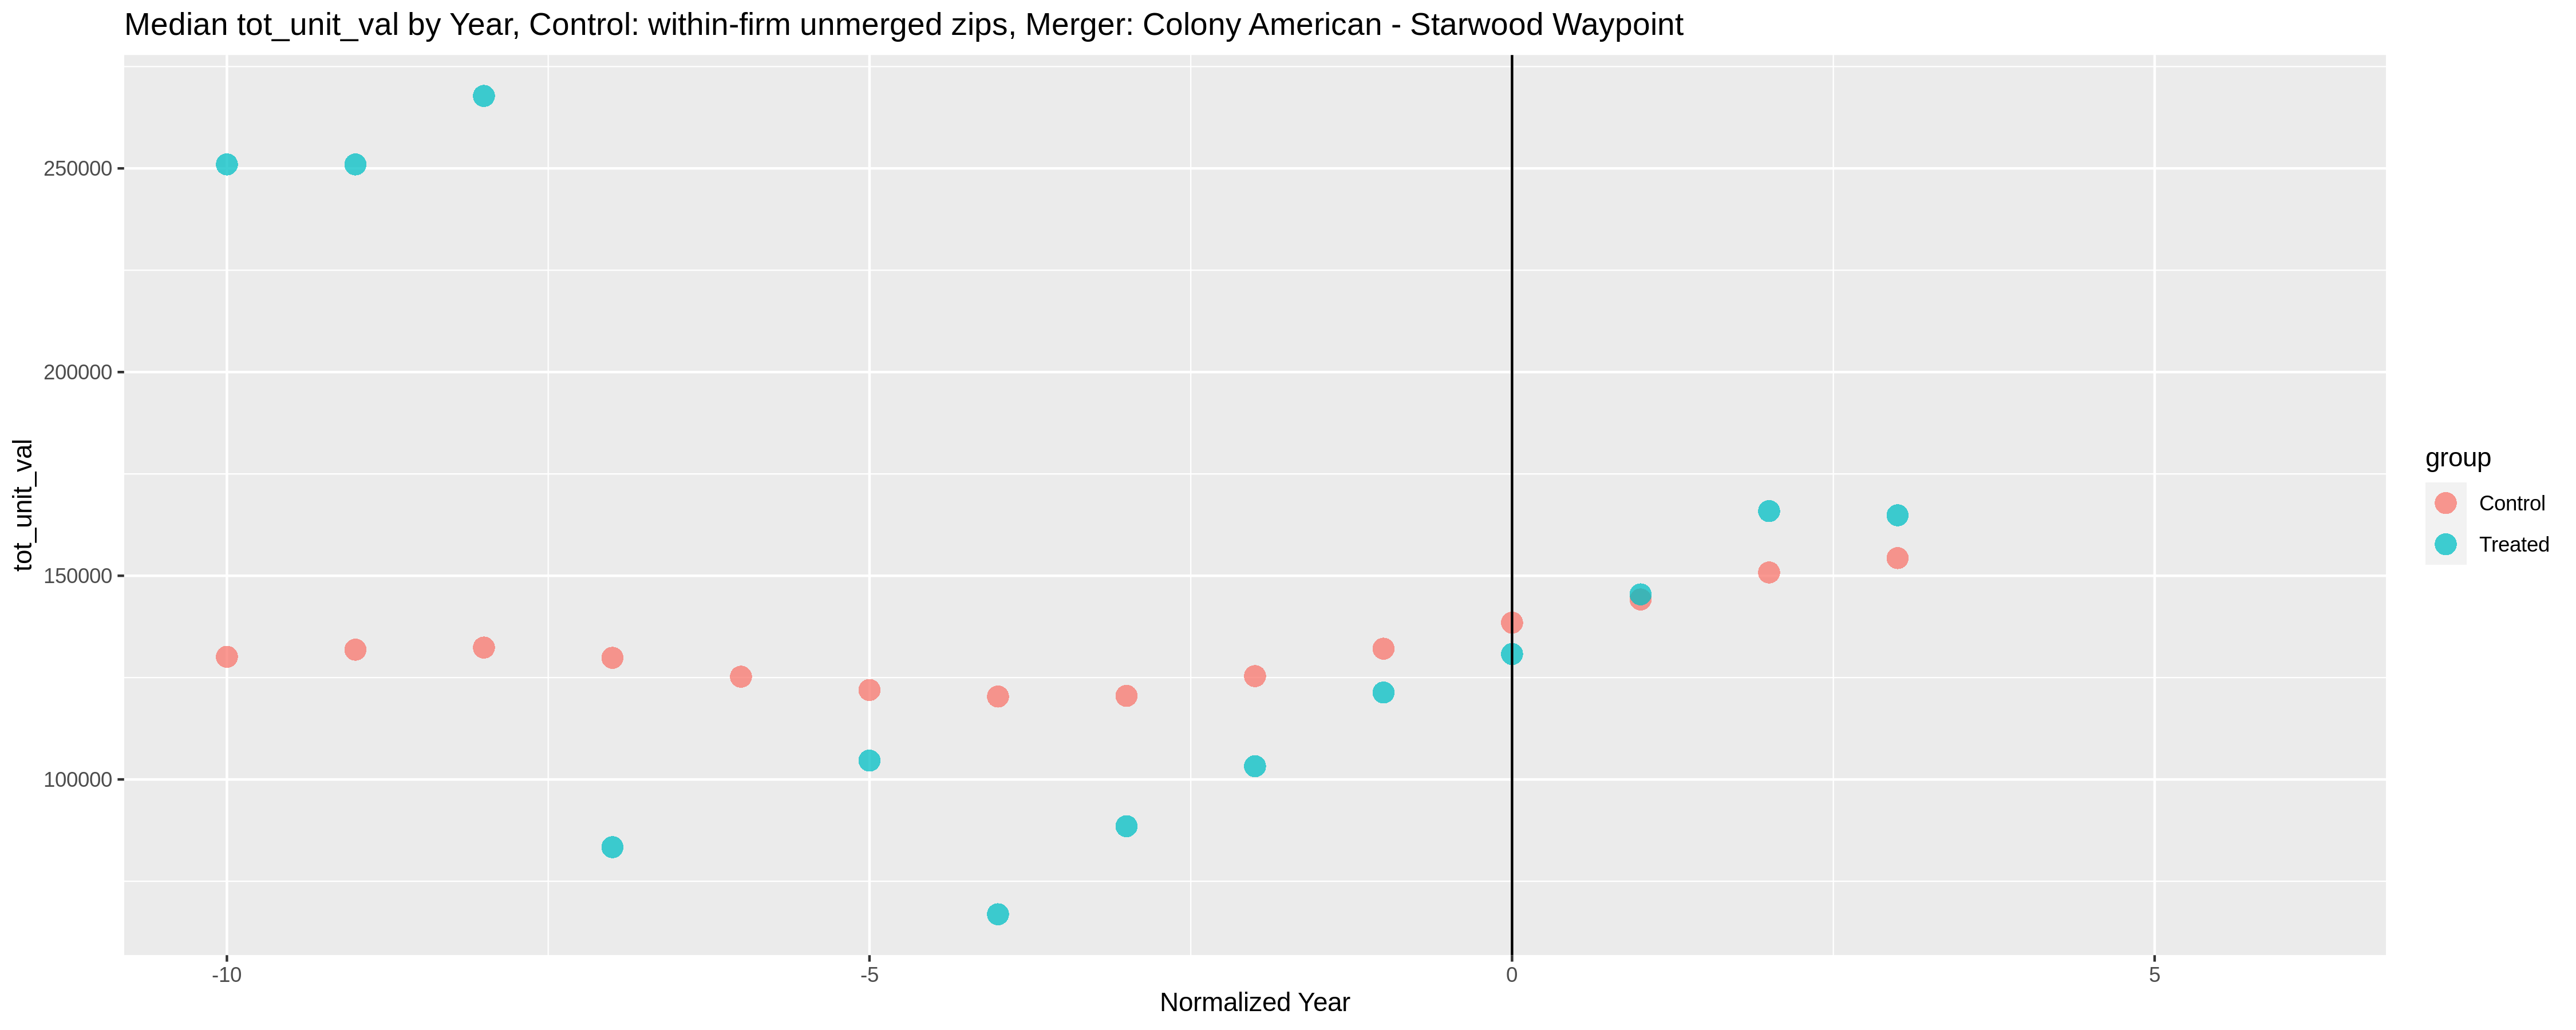 Median tot_unit_val by Year, Control: within-firm unmerged zips, Merger: Colony American - Starwood Waypoint
tot_unit_val
250000
200000
150000
100000
-10
-5
0
5
Normalized Year
group
Control
Treated